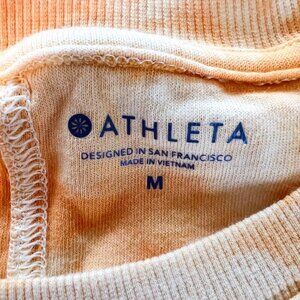 ATHLETA
DESIGNED IN SAN FRANCISCO
MADE IN VIETNAM
M